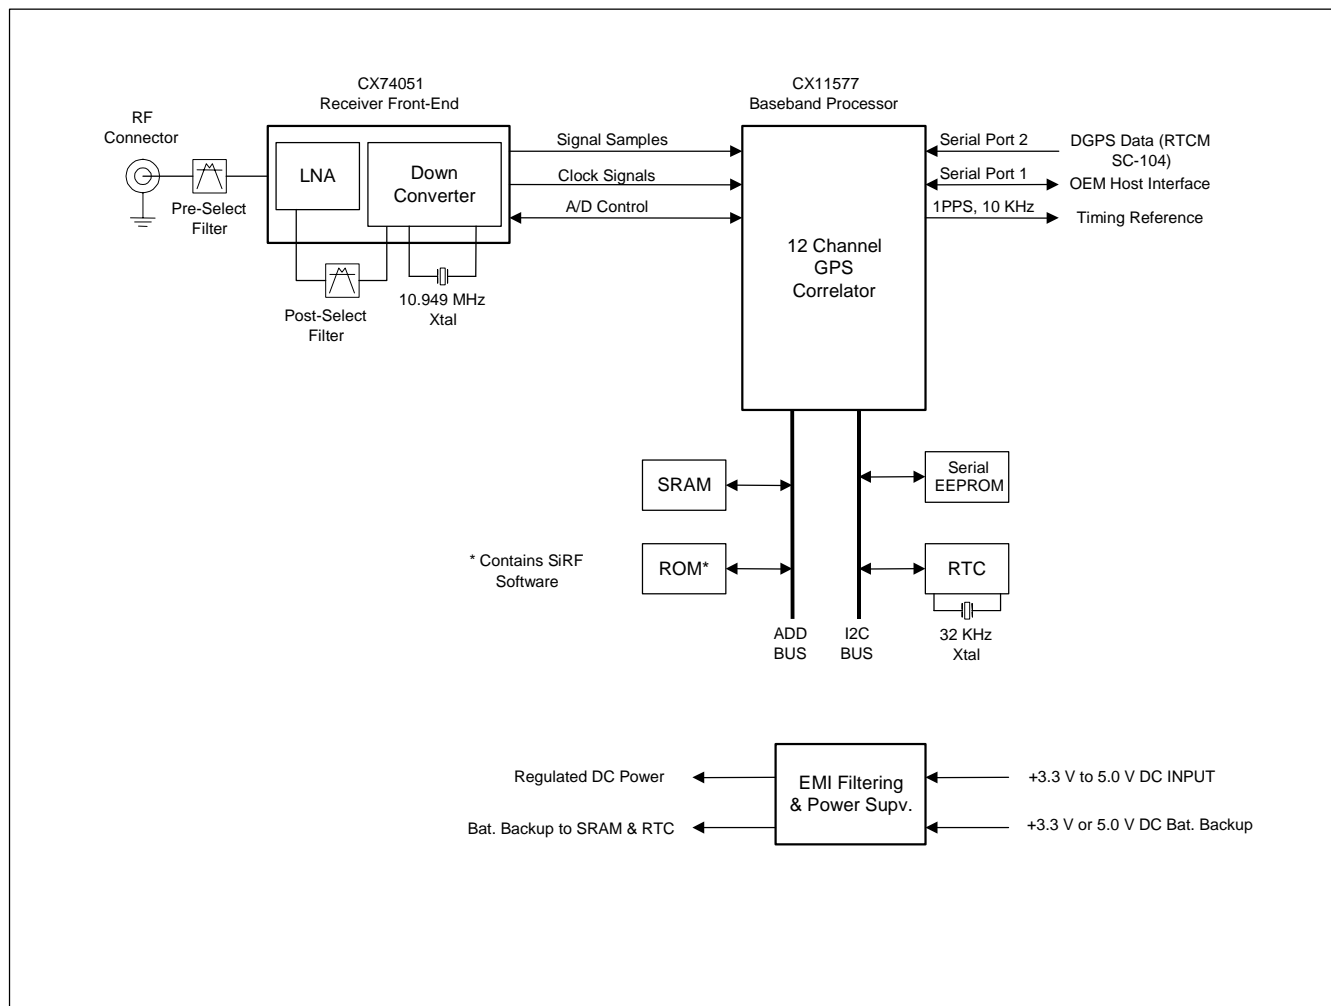 CX74051
Receiver Front-End
CX11577
Baseband Processor
RF
Connector
Pre-Select
Filter
LNA
Down
Converter
Post-Select
Filter
10.949 MHz
Xtal
Signal Samples
Clock Signals
A/D Control
12 Channel
GPS
Correlator
Serial Port 2
DGPS Data (RTCM
SC-104)
Serial Port 1
OEM Host Interface
1PPS, 10 KHz
Timing Reference
SRAM
Serial
EEPROM
* Contains SiRF
Software
ROM*
RTC
ADD
BUS
I2C
BUS
32 KHz
Xtal
Regulated DC Power
Bat. Backup to SRAM & RTC
EMI Filtering
& Power Supv.
+3.3 V to 5.0 V DC INPUT
+3.3 V or 5.0 V DC Bat. Backup